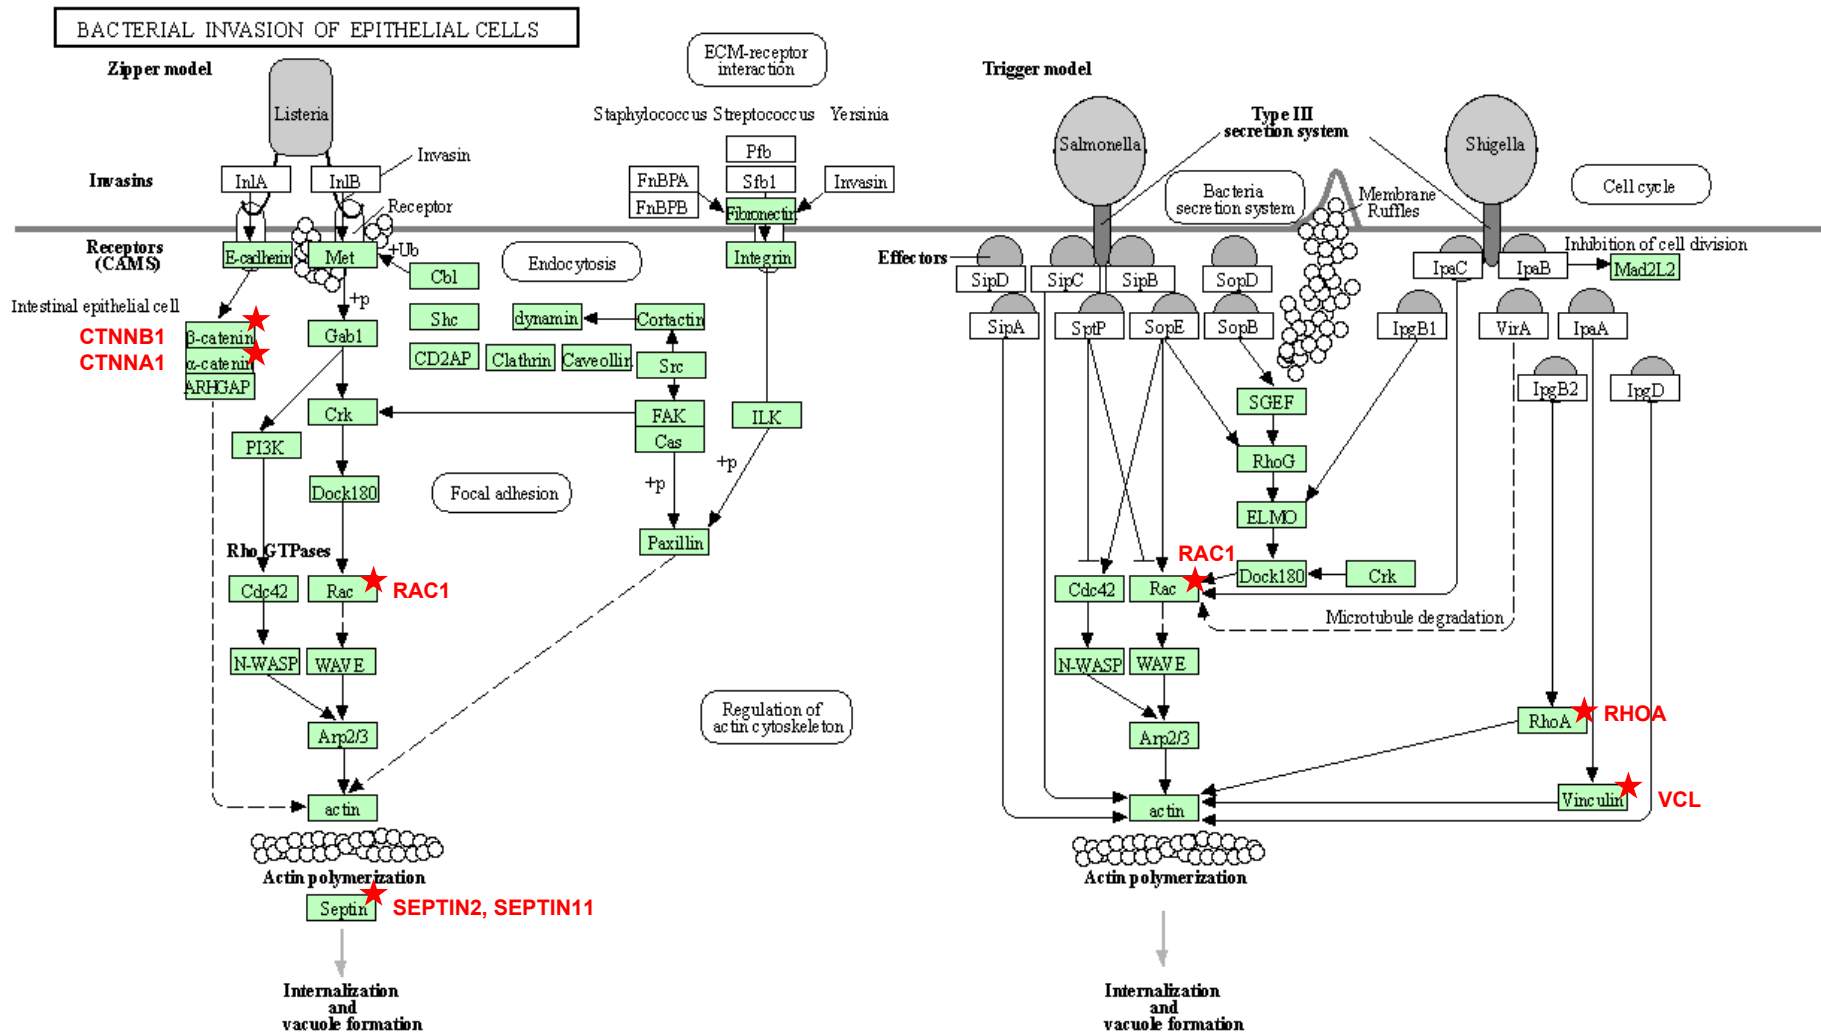 BACTERIAL INVASION OF EPITHELIAL CELLS
Zipper model
Listeria
InlA
InlB
Invasin
Invasins
Receptor
Receptors
(CAMS)
E-cadherin
Met
+Ub
Cbl
Endocytosis
Intestinal epithelial cell
CTNNB1
β-catenin
CTNNA1
α-catenin
ARHGAP
+p
Gab1
Shc
CD2AP
dynamin
Cortactin
Clathrin
Caveollin
Src
Crk
FAK
Cas
ILK
PI3K
Dock180
Focal adhesion
+p
+p
Paxillin
Rho GTPases
Cdc42
Rac
RAC1
N-WASP
WAVE
Arp2/3
actin
Actin polymerization
Septin
SEPTIN2, SEPTIN11
Internalization
and
vacuole formation
ECM-receptor
interaction
Staphylococcus
Streptococcus
Yersinia
Pfb
FnBPA
Sfb1
Invasin
FnBPB
Fibronectin
Integrin
Regulation of
actin cytoskeleton
Trigger model
Salmonella
Type III
secretion system
Shigella
Bacteria
secretion system
Membrane
Ruffles
Cell cycle
Effectors
SipD
SipC
SipB
SopD
IpaC
IpaB
Inhibition of cell division
Mad2L2
SipA
SptP
SopE
SopB
IpgB1
VirA
IpaA
IpgB2
IpgD
SGEF
RhoG
ELMO
RAC1
Cdc42
Rac
Dock180
Crk
Microtubule degradation
N-WASP
WAVE
RhoA
RHOA
Arp2/3
actin
Vinculin
VCL
Actin polymerization
Internalization
and
vacuole formation